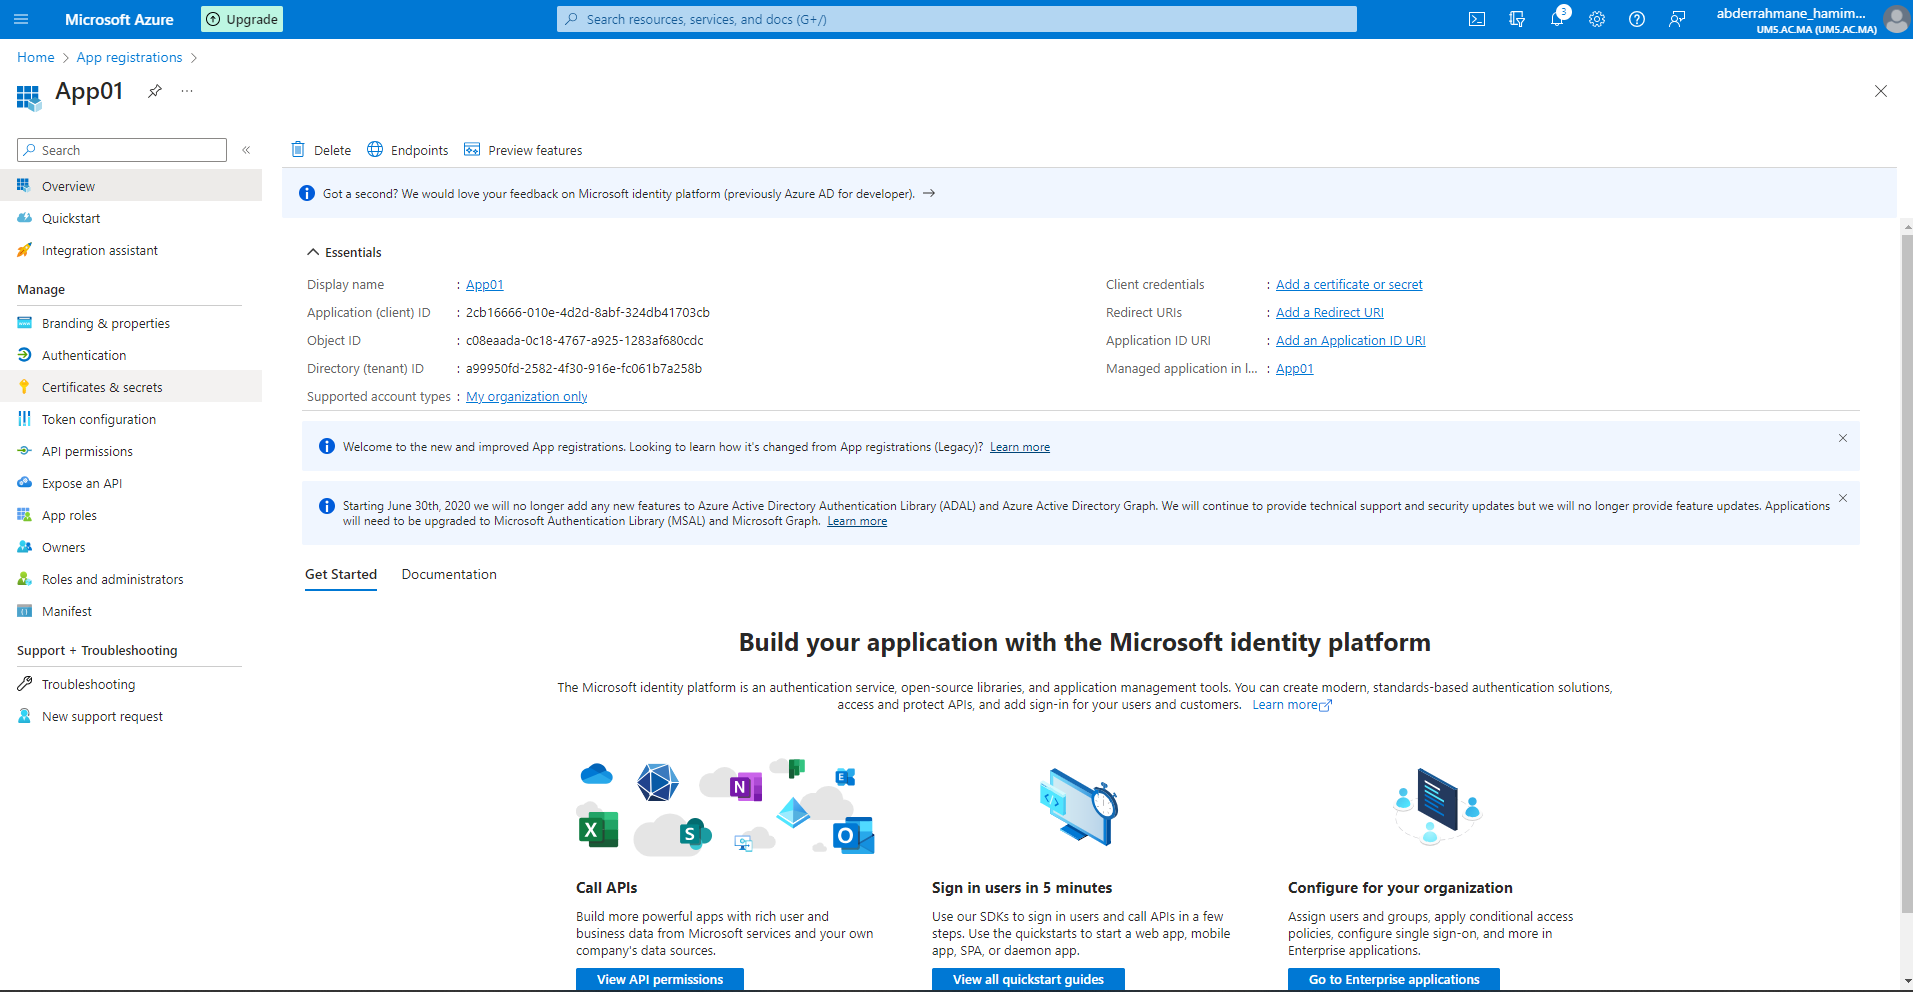 Microsoft Azure
Upgrade
Search resources, services, and docs (G+/)
3
abderrahmane_hamim...
UM5.AC.MA (UM5.AC.MA)
Home > App registrations >
App01
...
Search
«
Overview
Quickstart
Integration assistant
Manage
Branding & properties
Authentication
Certificates & secrets
Token configuration
API permissions
Expose an API
App roles
Owners
Roles and administrators
Manifest
Support + Troubleshooting
Troubleshooting
New support request
Delete
Endpoints
Preview features
Got a second? We would love your feedback on Microsoft identity platform (previously Azure AD for developer). →
Essentials
Display name : App01
Application (client) ID : 2cb16666-010e-4d2d-8abf-324db41703cb
Object ID : c08eaada-0c18-4767-a925-1283af680cdc
Directory (tenant) ID : a99950fd-2582-4f30-916e-fc061b7a258b
Supported account types : My organization only
Client credentials : Add a certificate or secret
Redirect URIs : Add a Redirect URI
Application ID URI : Add an Application ID URI
Managed application in l... : App01
Welcome to the new and improved App registrations. Looking to learn how it's changed from App registrations (Legacy)? Learn more
Starting June 30th, 2020 we will no longer add any new features to Azure Active Directory Authentication Library (ADAL) and Azure Active Directory Graph. We will continue to provide technical support and security updates but we will no longer provide feature updates. Applications
will need to be upgraded to Microsoft Authentication Library (MSAL) and Microsoft Graph. Learn more
Get Started
Documentation
Build your application with the Microsoft identity platform
The Microsoft identity platform is an authentication service, open-source libraries, and application management tools. You can create modern, standards-based authentication solutions,
access and protect APIs, and add sign-in for your users and customers. Learn more
N
E
X
S
O
Call APIs
Build more powerful apps with rich user and
business data from Microsoft services and your own
company's data sources.
View API permissions
Sign in users in 5 minutes
Use our SDKs to sign in users and call APIs in a few
steps. Use the quickstarts to start a web app, mobile
app, SPA, or daemon app.
View all quickstart guides
Configure for your organization
Assign users and groups, apply conditional access
policies, configure single sign-on, and more in
Enterprise applications.
Go to Enterprise applications